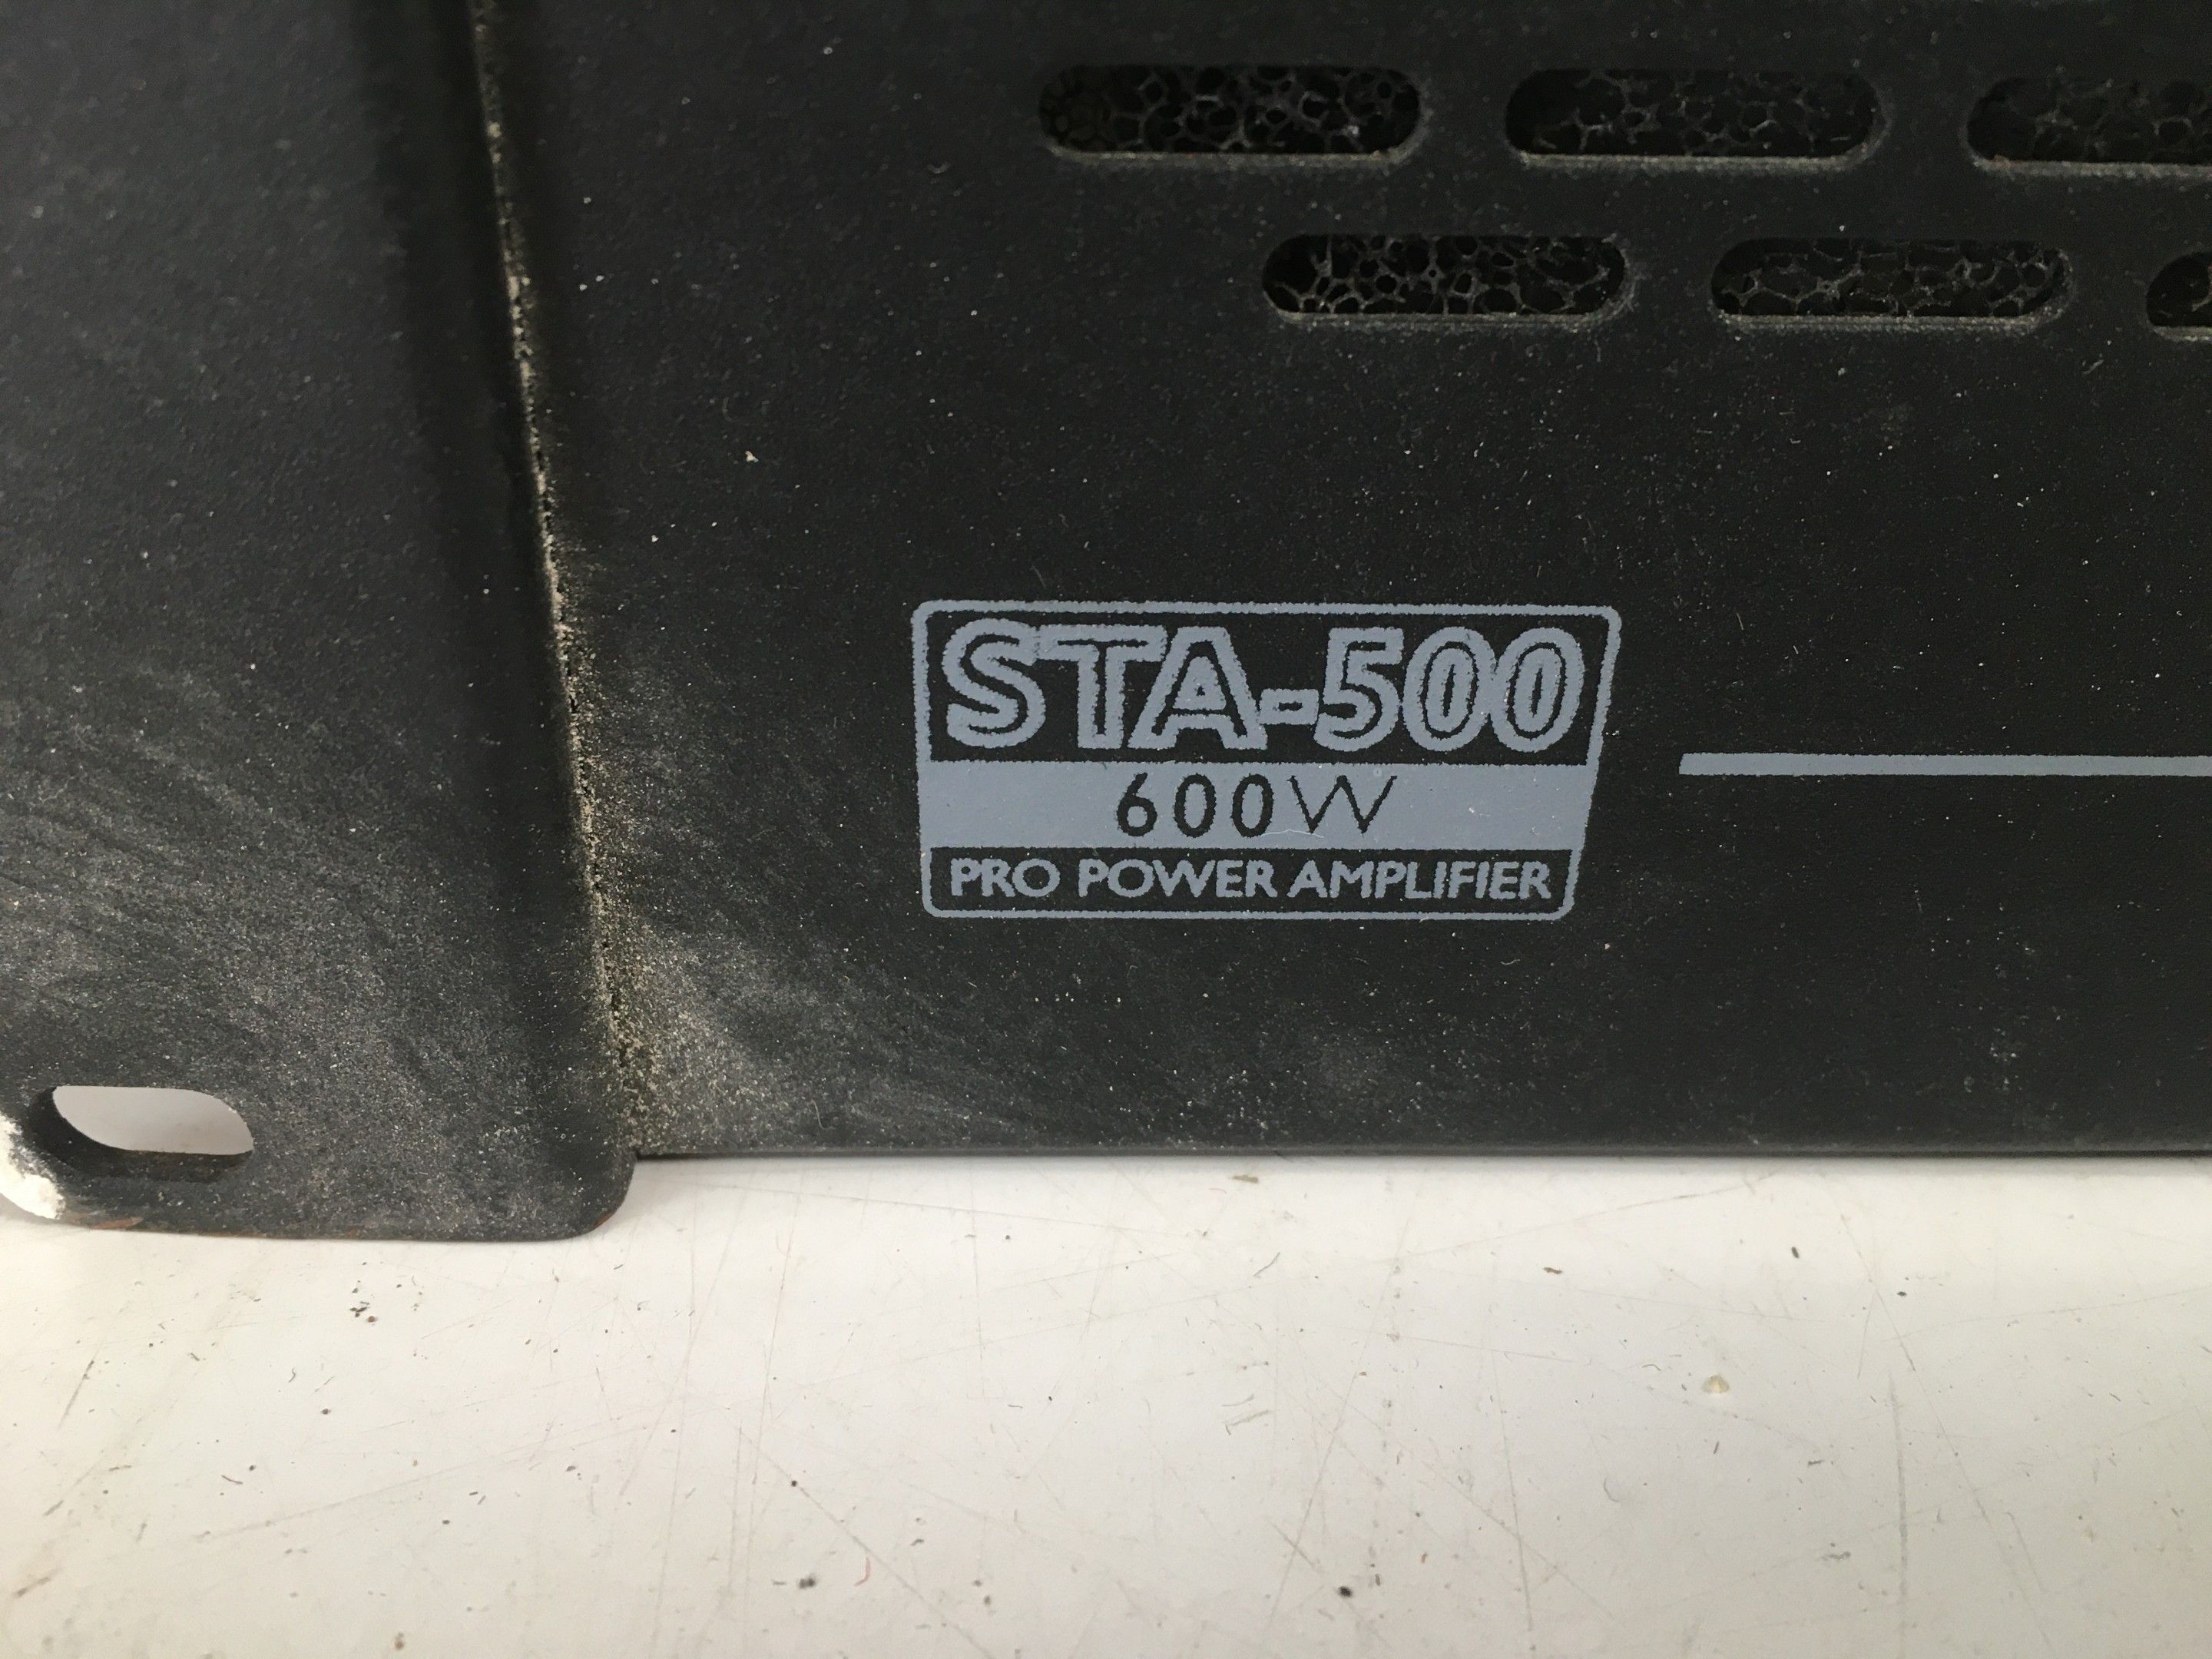 STA-500
600W
PRO POWER AMPLIFIER